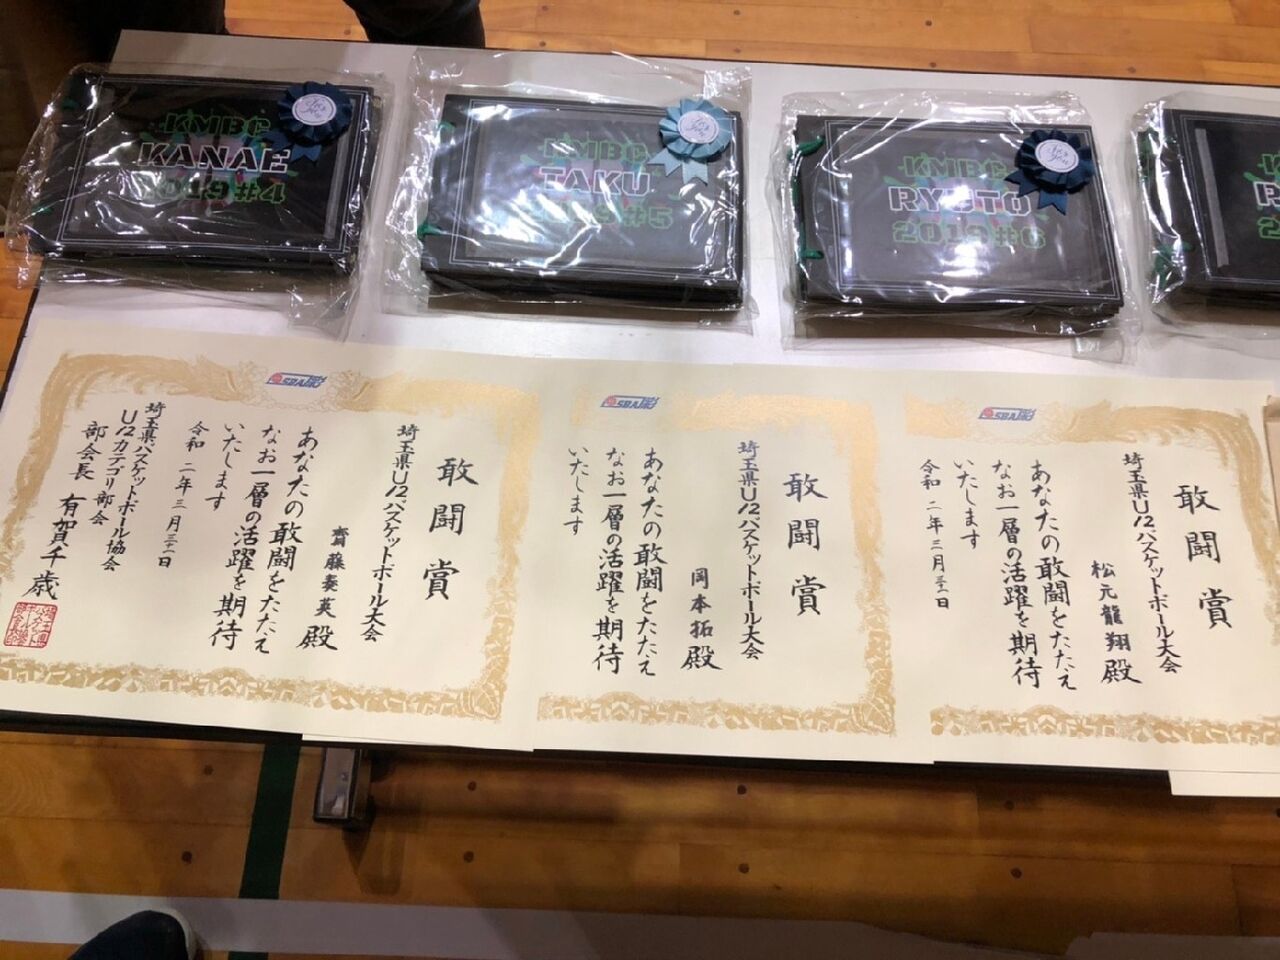 KMBC
KANAE
2019#4
KMBC
TAKU
2019#5
KMBC
RYUTO
2019#6
敢闘賞
埼玉県U12バスケットボール大会
齋藤奏英殿
あなたの敢闘をたたえ
なお一層の活躍を期待
いたします
令和二年三月三十一日
埼玉県バスケットボール協会
U12カテゴリ部会
部会長 有賀千歳
敢闘賞
埼玉県U12バスケットボール大会
岡本拓殿
あなたの敢闘をたたえ
なお一層の活躍を期待
いたします
敢闘賞
埼玉県U12バスケットボール大会
松元龍翔殿
あなたの敢闘をたたえ
なお一層の活躍を期待
いたします
令和二年三月三十一日